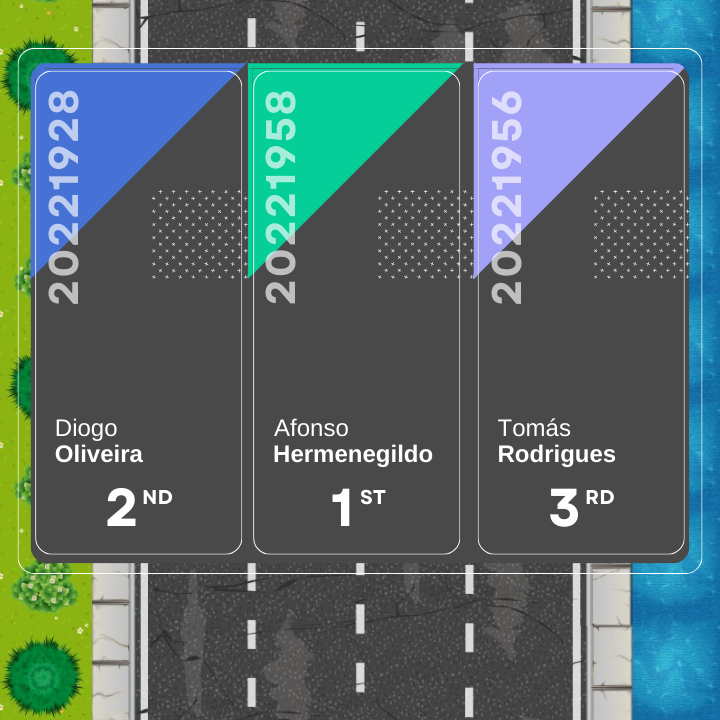 20221928
Diogo
Oliveira
2ND
20221958
Afonso
Hermenegildo
1ST
20221956
Tomás
Rodrigues
3RD